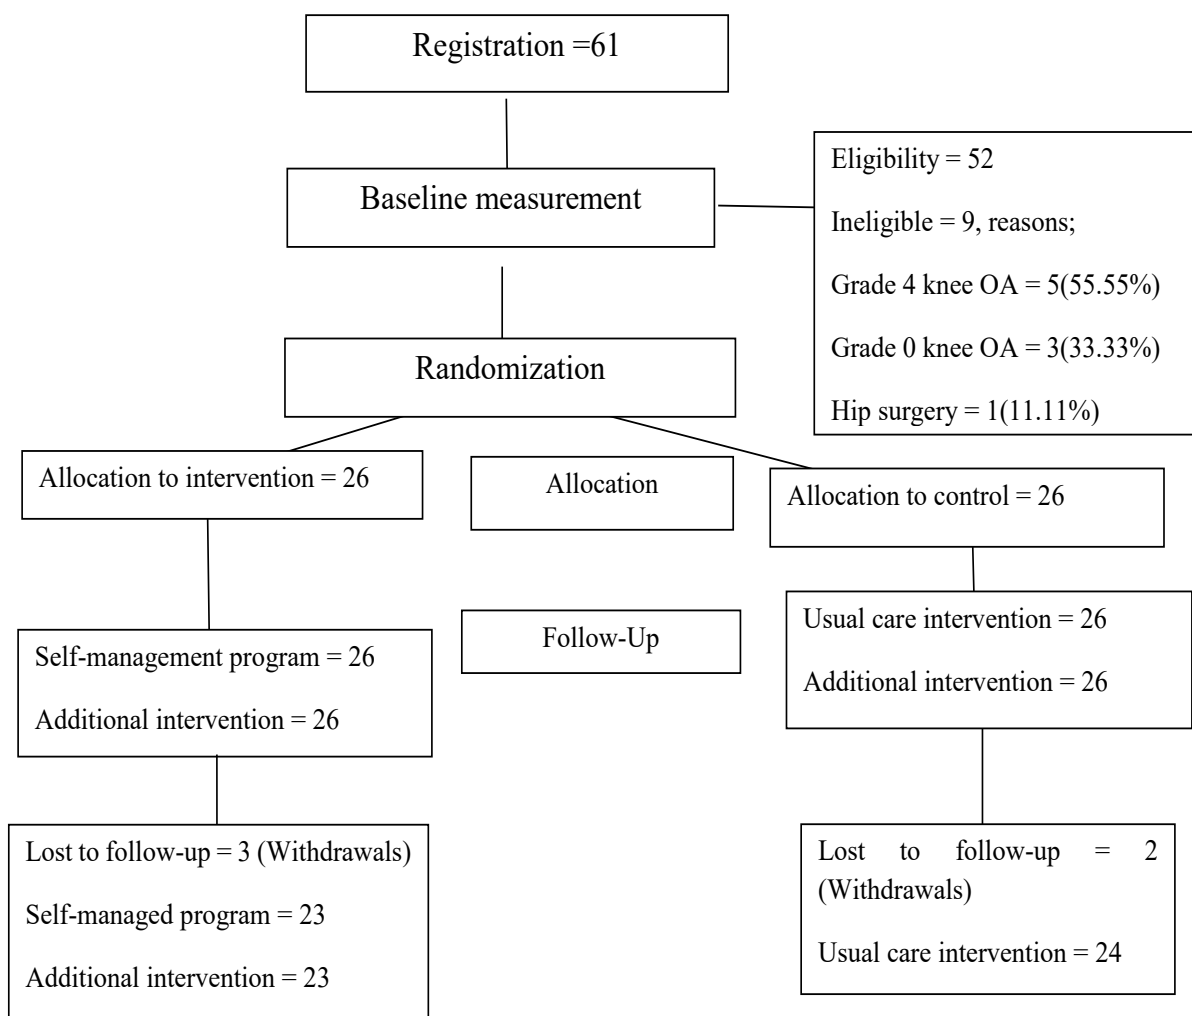 Registration =61
Baseline measurement
Eligibility = 52
Ineligible = 9, reasons;
Grade 4 knee OA = 5(55.55%)
Grade 0 knee OA = 3(33.33%)
Hip surgery = 1(11.11%)
Randomization
Allocation to intervention = 26
Allocation
Allocation to control = 26
Self-management program = 26
Additional intervention = 26
Follow-Up
Usual care intervention = 26
Additional intervention = 26
Lost to follow-up = 3 (Withdrawals)
Self-managed program = 23
Additional intervention = 23
Lost to follow-up = 2
(Withdrawals)
Usual care intervention = 24